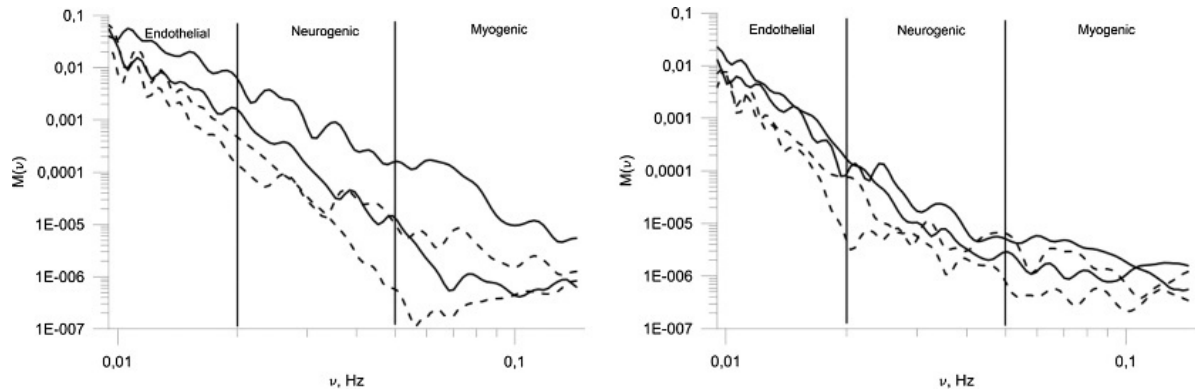 0,1
Endothelial
Neurogenic
Myogenic
0,01
0,001
0,0001
1E-005
1E-006
1E-007
M(ν)
0,01
0,1
ν, Hz
0,1
Endothelial
Neurogenic
Myogenic
0,01
0,001
0,0001
1E-005
1E-006
1E-007
M(ν)
0,01
0,1
ν, Hz